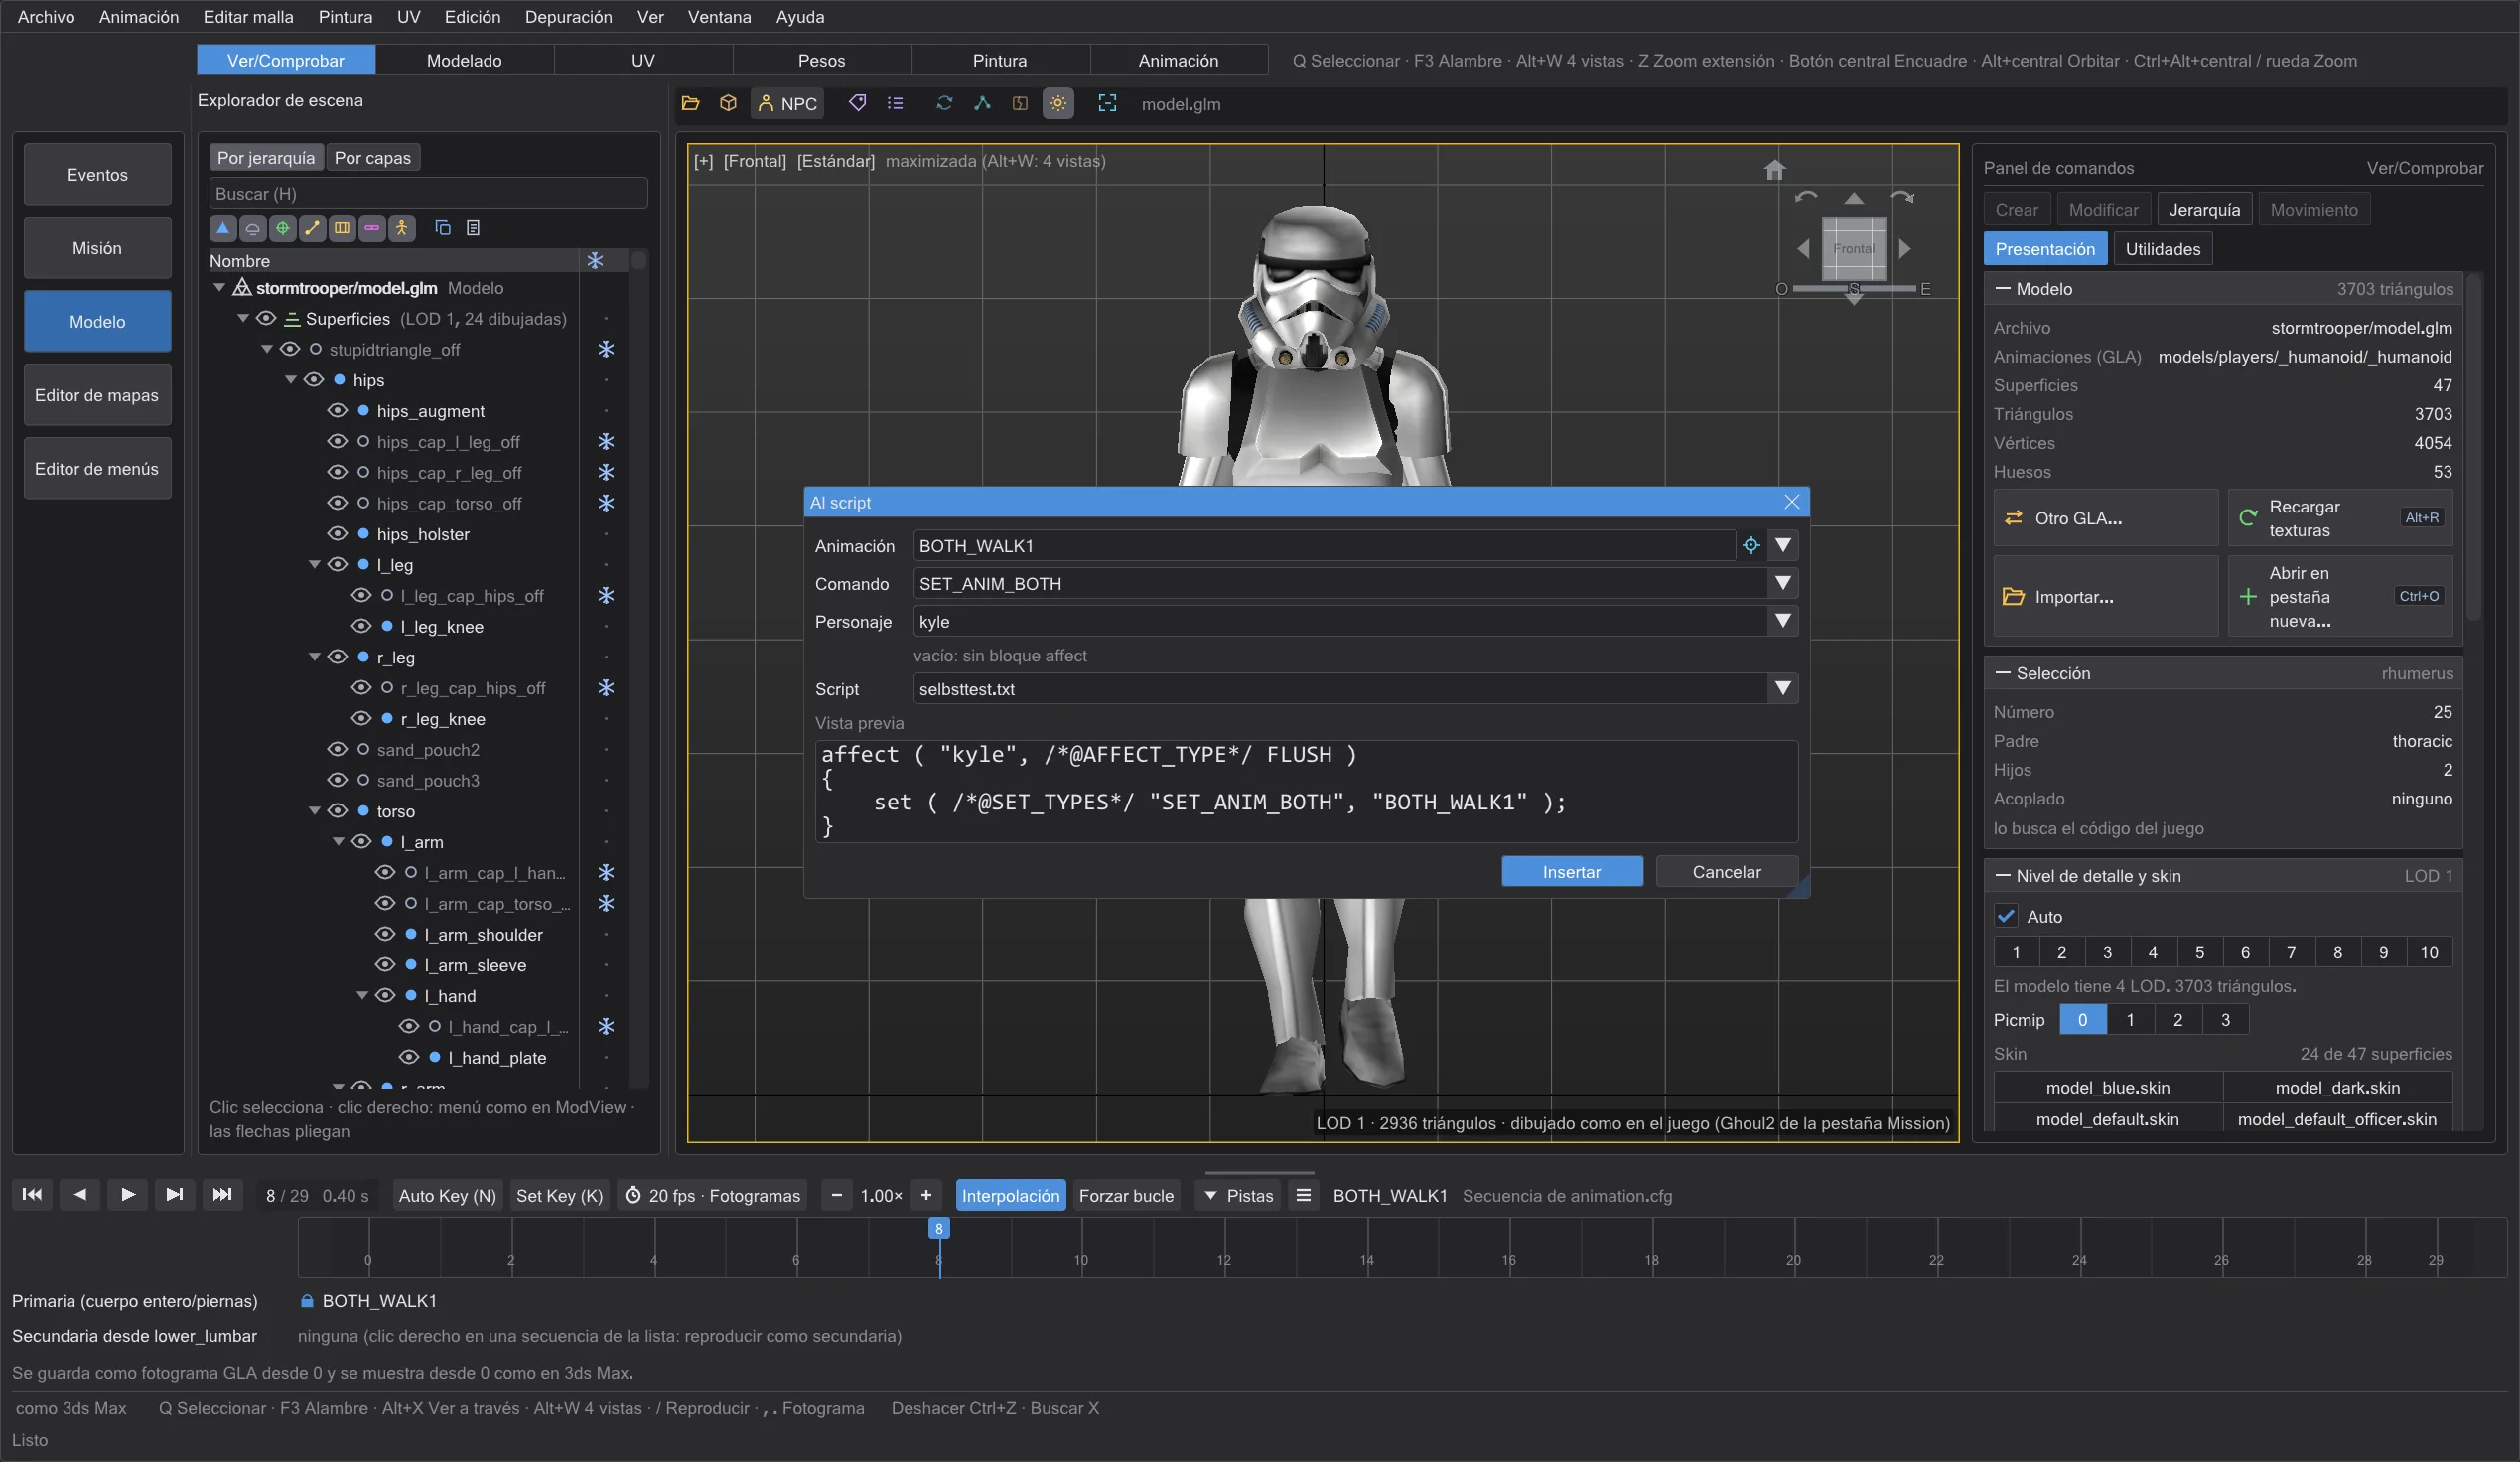 Archivo Animación Editar malla Pintura UV Edición Depuración Ver Ventana Ayuda
Ver/Comprobar Modelado UV Pesos Pintura Animación Q Seleccionar · F3 Alambre · Alt+W 4 vistas · Z Zoom extensión · Botón central Encuadre · Alt+central Orbitar · Ctrl+Alt+central / rueda Zoom
Explorador de escena
NPC model.glm
Eventos
Misión
Modelo
Editor de mapas
Editor de menús
Por jerarquía Por capas
Buscar (H)
Nombre
stormtrooper/model.glm Modelo
Superficies (LOD 1, 24 dibujadas)
stupidtriangle_off
hips
hips_augment
hips_cap_l_leg_off
hips_cap_r_leg_off
hips_cap_torso_off
hips_holster
l_leg
l_leg_cap_hips_off
l_leg_knee
r_leg
r_leg_cap_hips_off
r_leg_knee
sand_pouch2
sand_pouch3
torso
l_arm
l_arm_cap_l_han...
l_arm_cap_torso_...
l_arm_shoulder
l_arm_sleeve
l_hand
l_hand_cap_l_...
l_hand_plate
r_arm
Clic selecciona · clic derecho: menú como en ModView ·
las flechas pliegan
[+] [Frontal] [Estándar] maximizada (Alt+W: 4 vistas)
Frontal
O S E
Al script
Animación BOTH_WALK1
Comando SET_ANIM_BOTH
Personaje kyle
vacío: sin bloque affect
Script selbsttest.txt
Vista previa
affect ( "kyle", /*@AFFECT_TYPE*/ FLUSH )
{
set ( /*@SET_TYPES*/ "SET_ANIM_BOTH", "BOTH_WALK1" );
}
Insertar Cancelar
LOD 1 · 2936 triángulos · dibujado como en el juego (Ghoul2 de la pestaña Mission)
Panel de comandos Ver/Comprobar
Crear Modificar Jerarquía Movimiento
Presentación Utilidades
Modelo 3703 triángulos
Archivo stormtrooper/model.glm
Animaciones (GLA) models/players/_humanoid/_humanoid
Superficies 47
Triángulos 3703
Vértices 4054
Huesos 53
Otro GLA...
Recargar texturas Alt+R
Importar...
Abrir en pestaña nueva... Ctrl+O
Selección rhumerus
Número 25
Padre thoracic
Hijos 2
Acoplado ninguno
lo busca el código del juego
Nivel de detalle y skin LOD 1
Auto
1 2 3 4 5 6 7 8 9 10
El modelo tiene 4 LOD. 3703 triángulos.
Picmip 0 1 2 3
Skin 24 de 47 superficies
model_blue.skin model_dark.skin
model_default.skin model_default_officer.skin
8 / 29 0.40 s Auto Key (N) Set Key (K) 20 fps · Fotogramas − 1.00× + Interpolación Forzar bucle Pistas BOTH_WALK1 Secuencia de animation.cfg
8
0 2 4 6 8 10 12 14 16 18 20 22 24 26 28 29
Primaria (cuerpo entero/piernas) BOTH_WALK1
Secundaria desde lower_lumbar ninguna (clic derecho en una secuencia de la lista: reproducir como secundaria)
Se guarda como fotograma GLA desde 0 y se muestra desde 0 como en 3ds Max.
como 3ds Max Q Seleccionar · F3 Alambre · Alt+X Ver a través · Alt+W 4 vistas · / Reproducir · , . Fotograma Deshacer Ctrl+Z · Buscar X
Listo